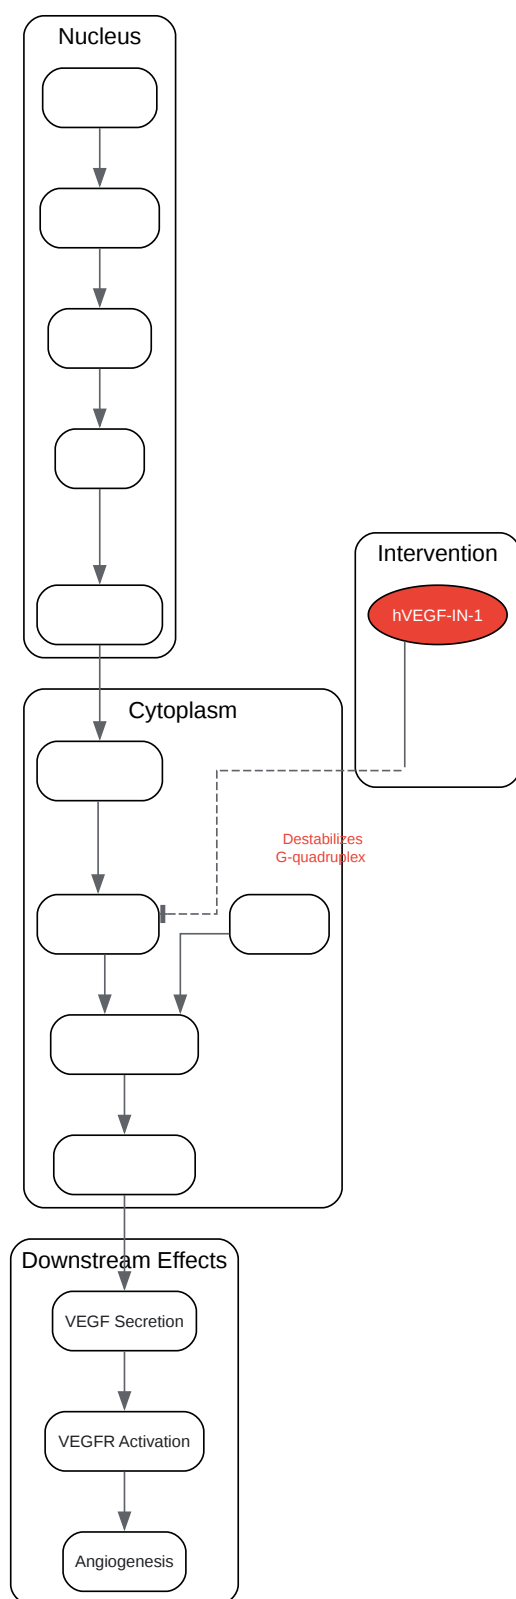 Nucleus
Intervention
hVEGF-IN-1
Cytoplasm
Destabilizes
G-quadruplex
Downstream Effects
VEGF Secretion
VEGFR Activation
Angiogenesis